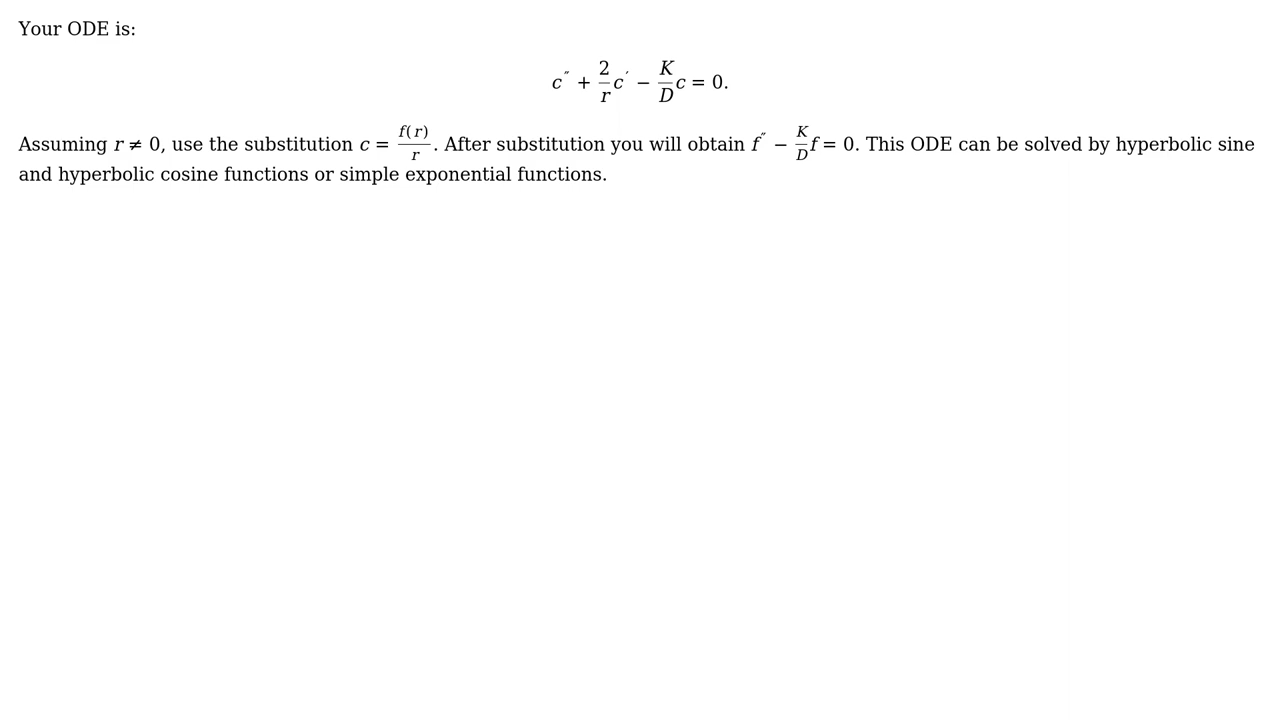 Your ODE is:
c″ + 2/r c′ − K/D c = 0.
Assuming r ≠ 0, use the substitution c = f(r)/r. After substitution you will obtain f″ − K/D f = 0. This ODE can be solved by hyperbolic sine
and hyperbolic cosine functions or simple exponential functions.